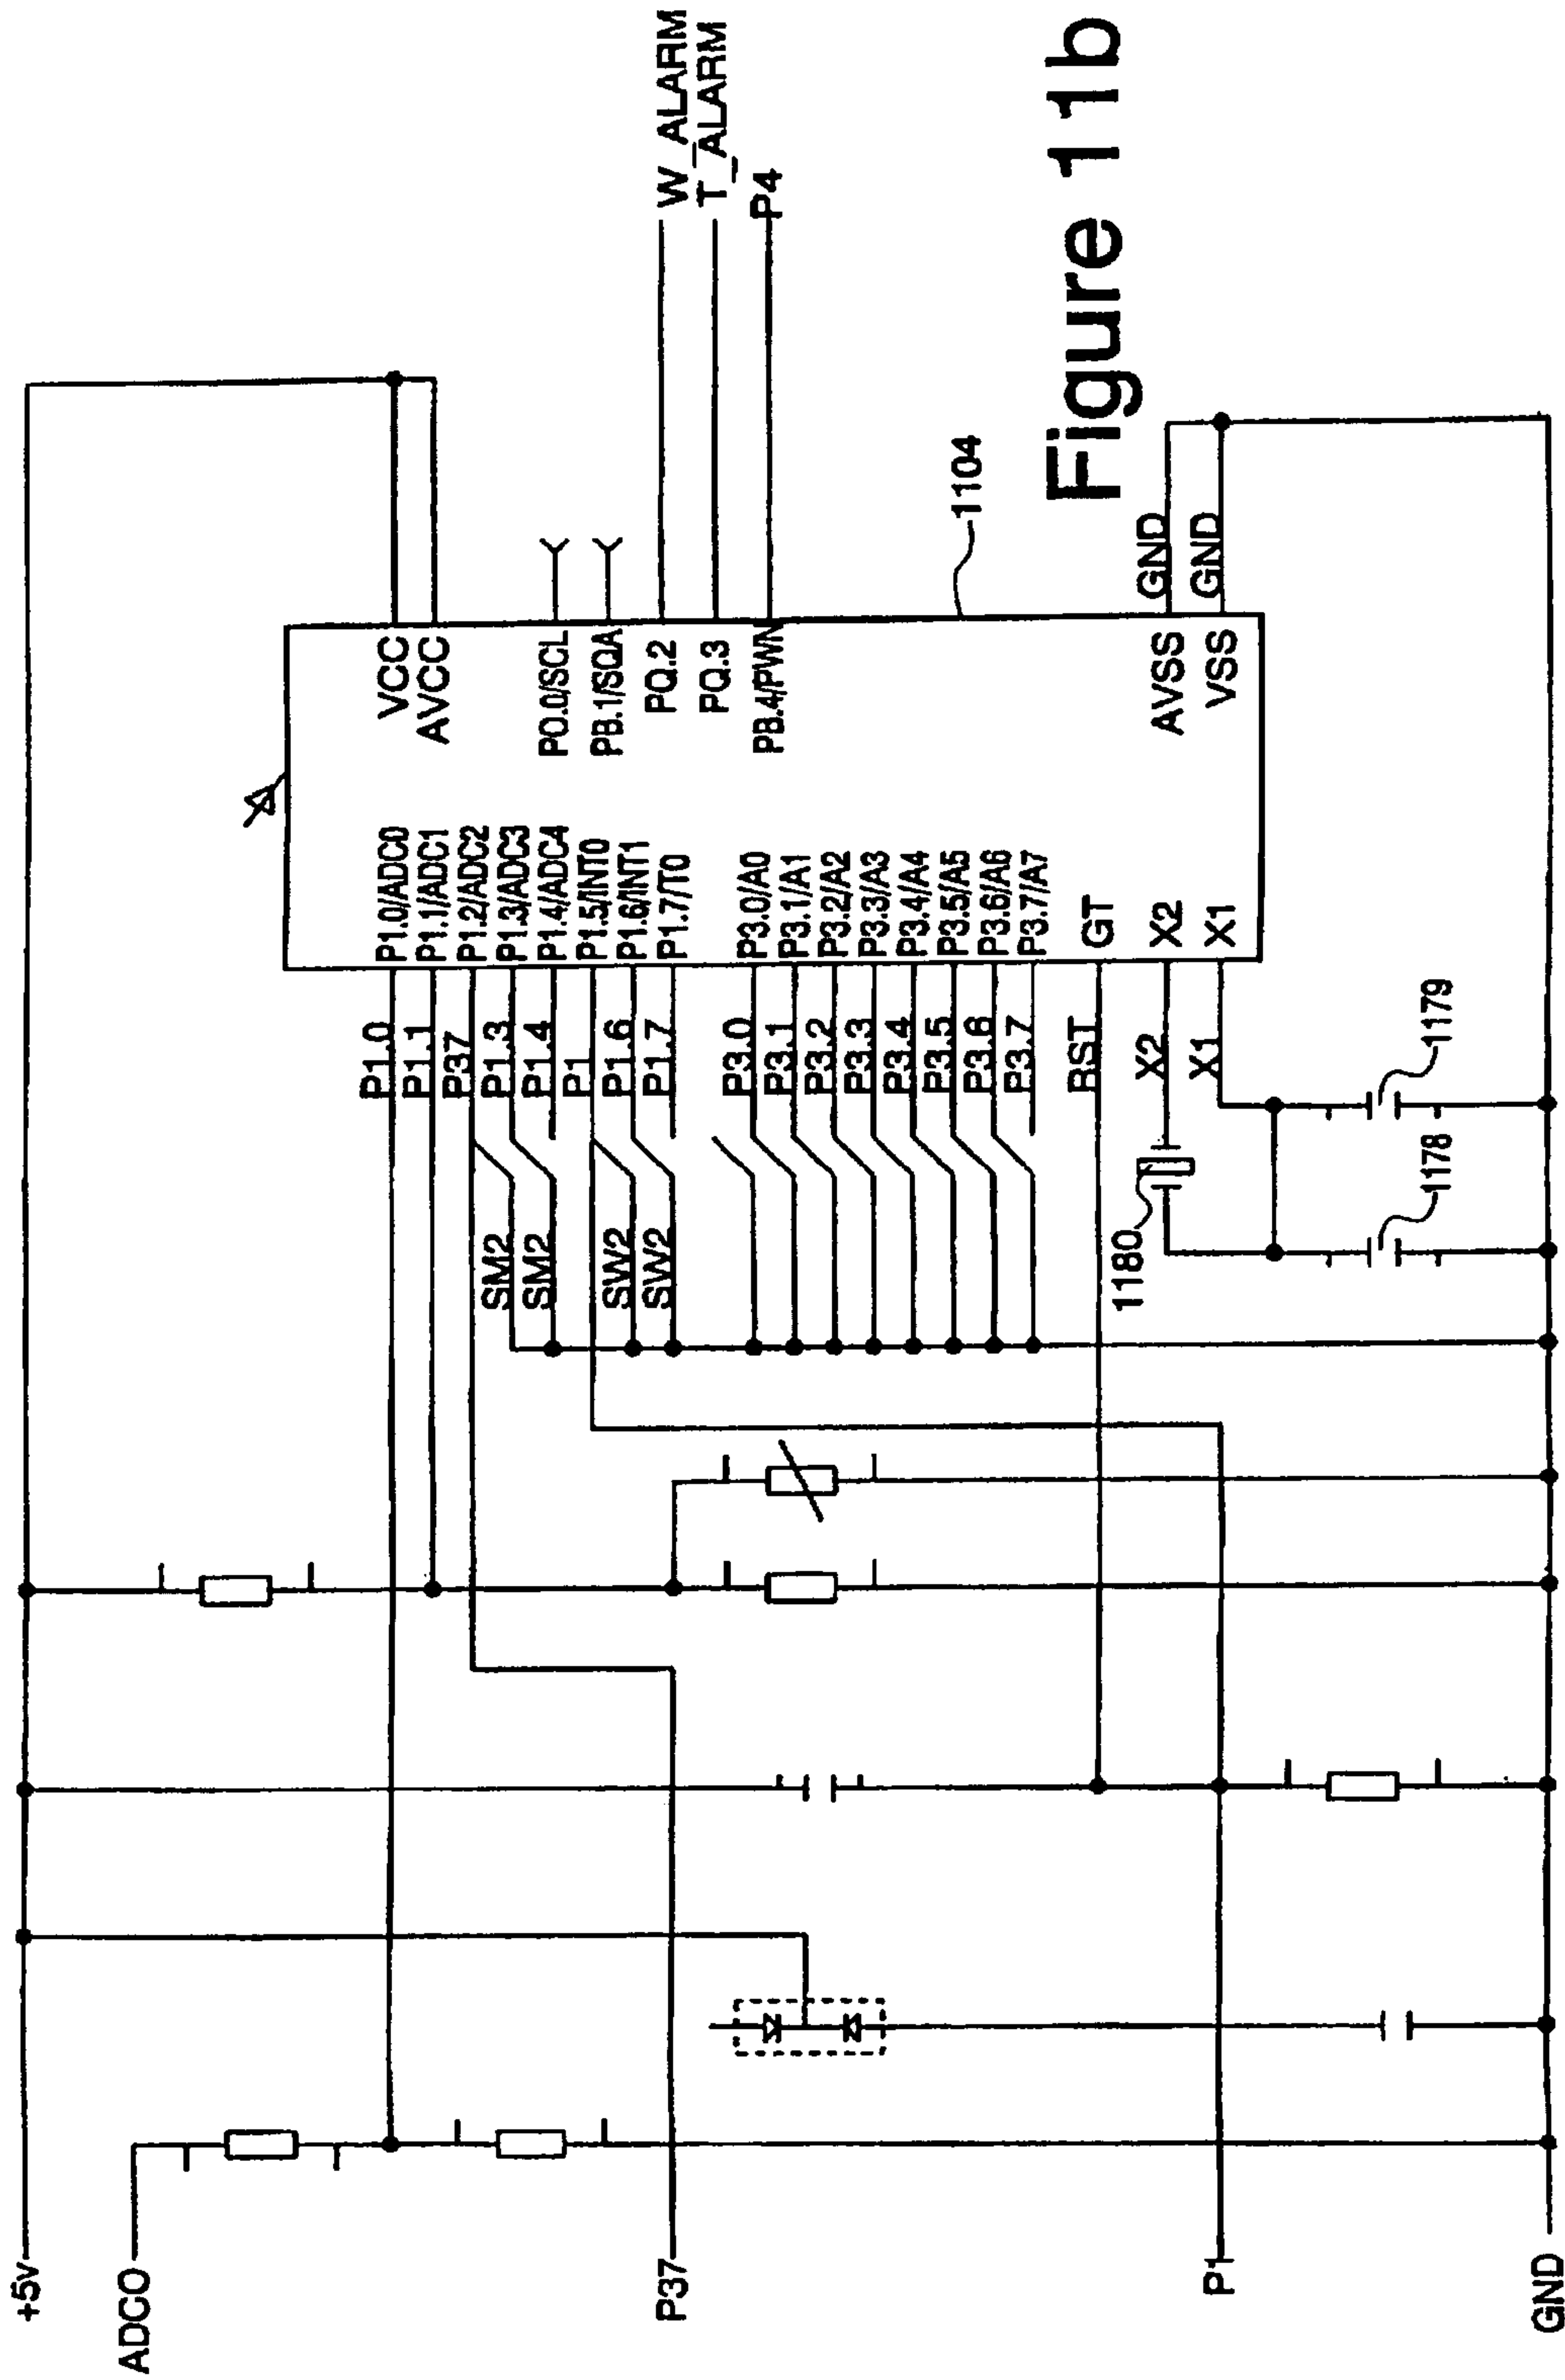 +5v
ADCO
P37
P1
GND
P1.0
P1.1
P37
P1.3
P1.4
P1
P1.6
P1.7
SM2
SM2
SW2
SW2
P3.0
P3.1
P3.2
P3.3
P3.4
P3.5
P3.6
P3.7
BST
X2
X1
1180
1178
1179
P1.0/ADC0
P1.1/ADC1
P1.2/ADC2
P1.3/ADC3
P1.4/ADC4
P1.5/INT0
P1.6/INT1
P1.7/T0
P3.0/A0
P3.1/A1
P3.2/A2
P3.3/A3
P3.4/A4
P3.5/A5
P3.6/A6
P3.7/A7
GT
X2
X1
VCC
AVCC
PO.0/SCL
PB.1/SQA
PQ.2
PQ.3
PB.4/PWN
AVSS
VSS
GND
GND
1104
W_ALARM
T_ALARM
P4
Figure 11b